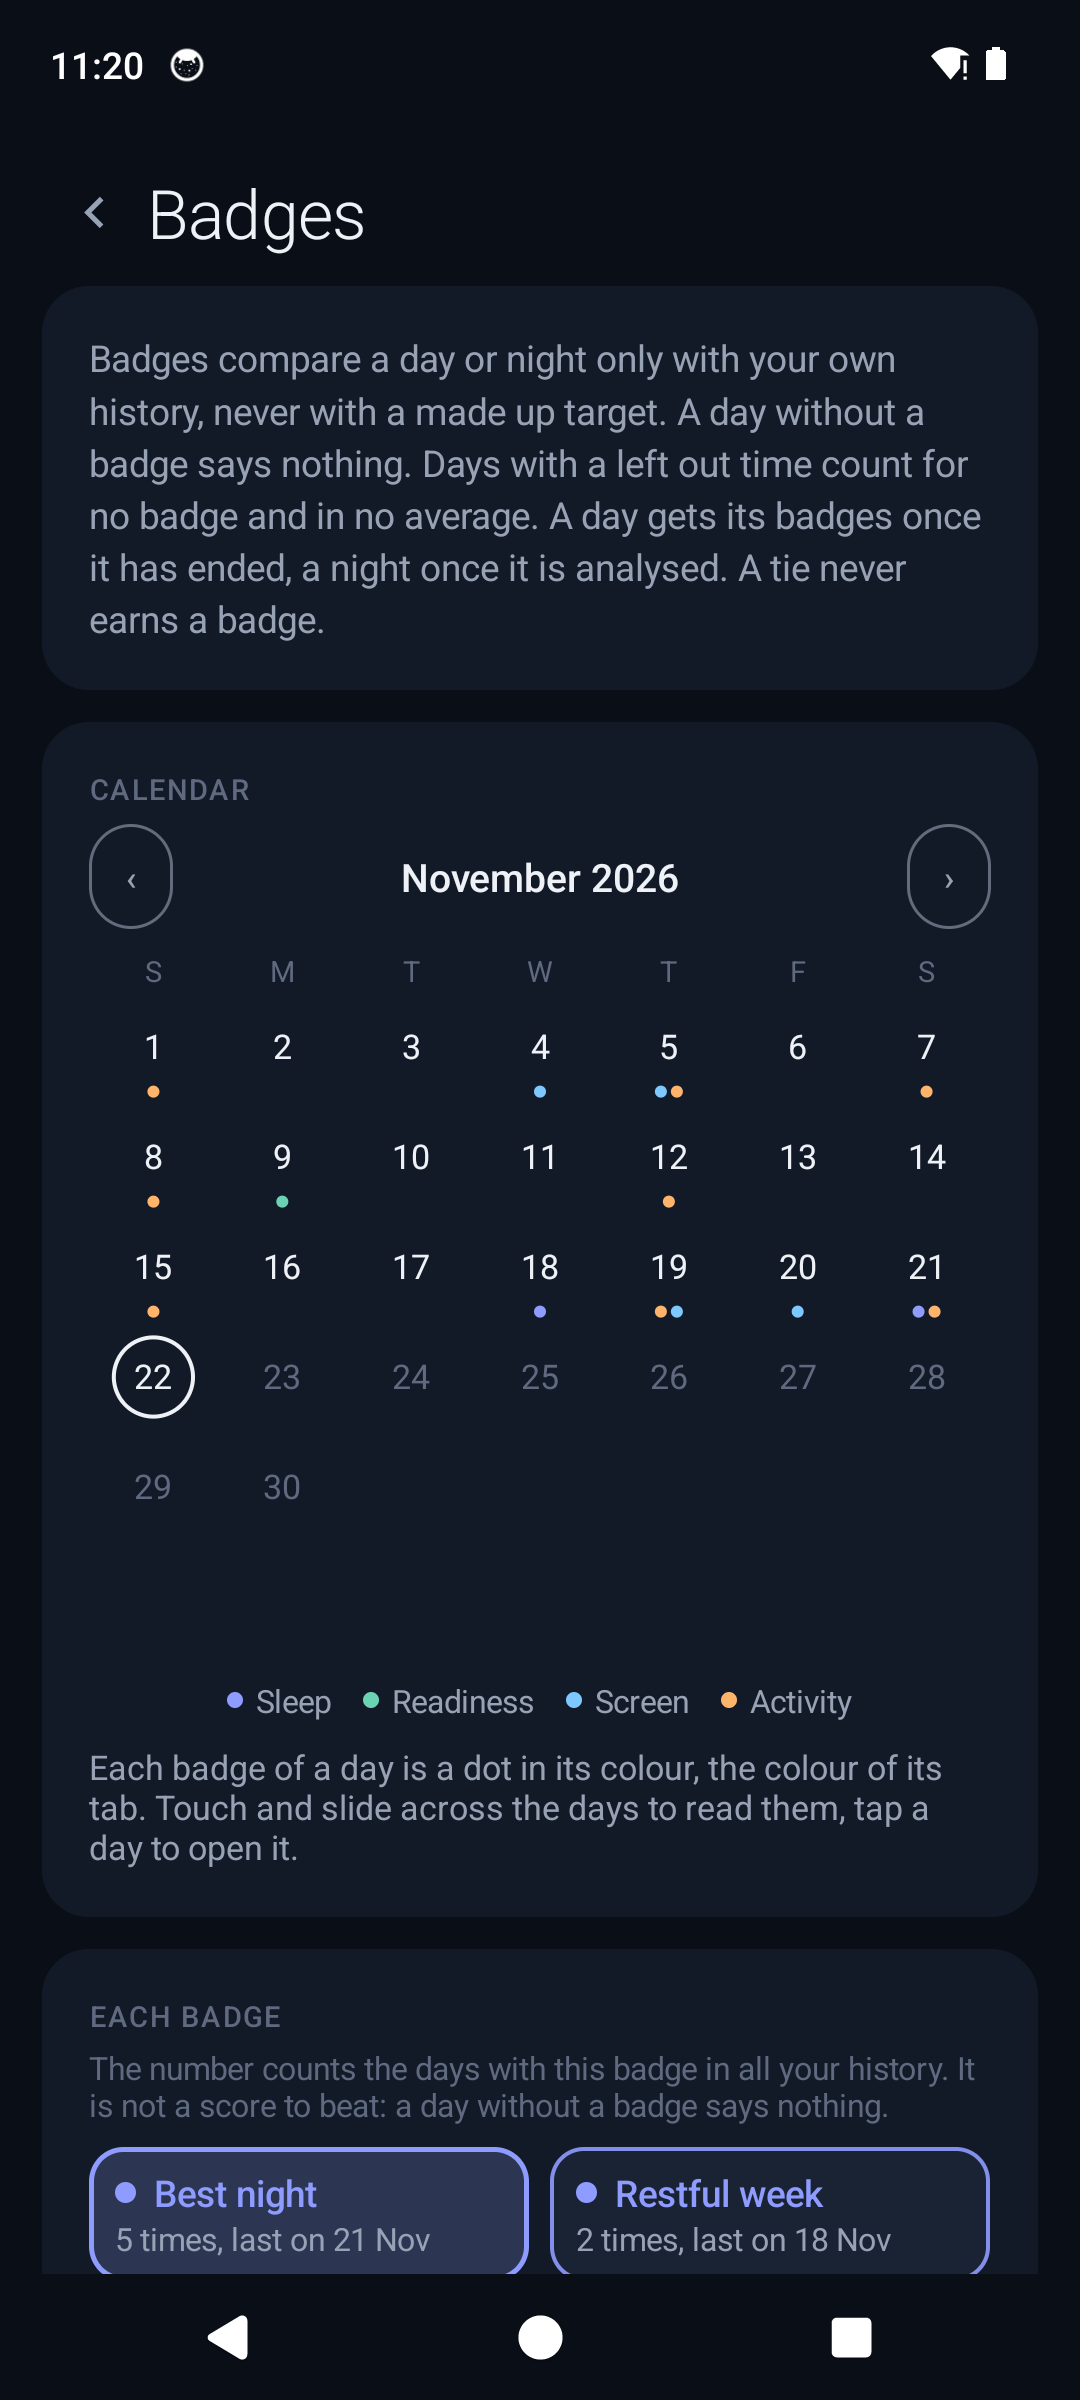 11:20
Badges
Badges compare a day or night only with your own
history, never with a made up target. A day without a
badge says nothing. Days with a left out time count for
no badge and in no average. A day gets its badges once
it has ended, a night once it is analysed. A tie never
earns a badge.
CALENDAR
‹ November 2026 ›
S M T W T F S
1 2 3 4 5 6 7
8 9 10 11 12 13 14
15 16 17 18 19 20 21
22 23 24 25 26 27 28
29 30
Sleep Readiness Screen Activity
Each badge of a day is a dot in its colour, the colour of its
tab. Touch and slide across the days to read them, tap a
day to open it.
EACH BADGE
The number counts the days with this badge in all your history. It
is not a score to beat: a day without a badge says nothing.
Best night Restful week
5 times, last on 21 Nov 2 times, last on 18 Nov